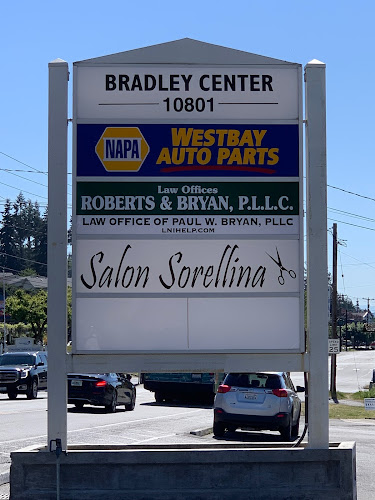 BRADLEY CENTER
10801
NAPA
WESTBAY
AUTO PARTS
Law Offices
ROBERTS & BRYAN, P.L.L.C.
LAW OFFICE OF PAUL W. BRYAN, PLLC
LNIHELP.COM
Salon Sorellina